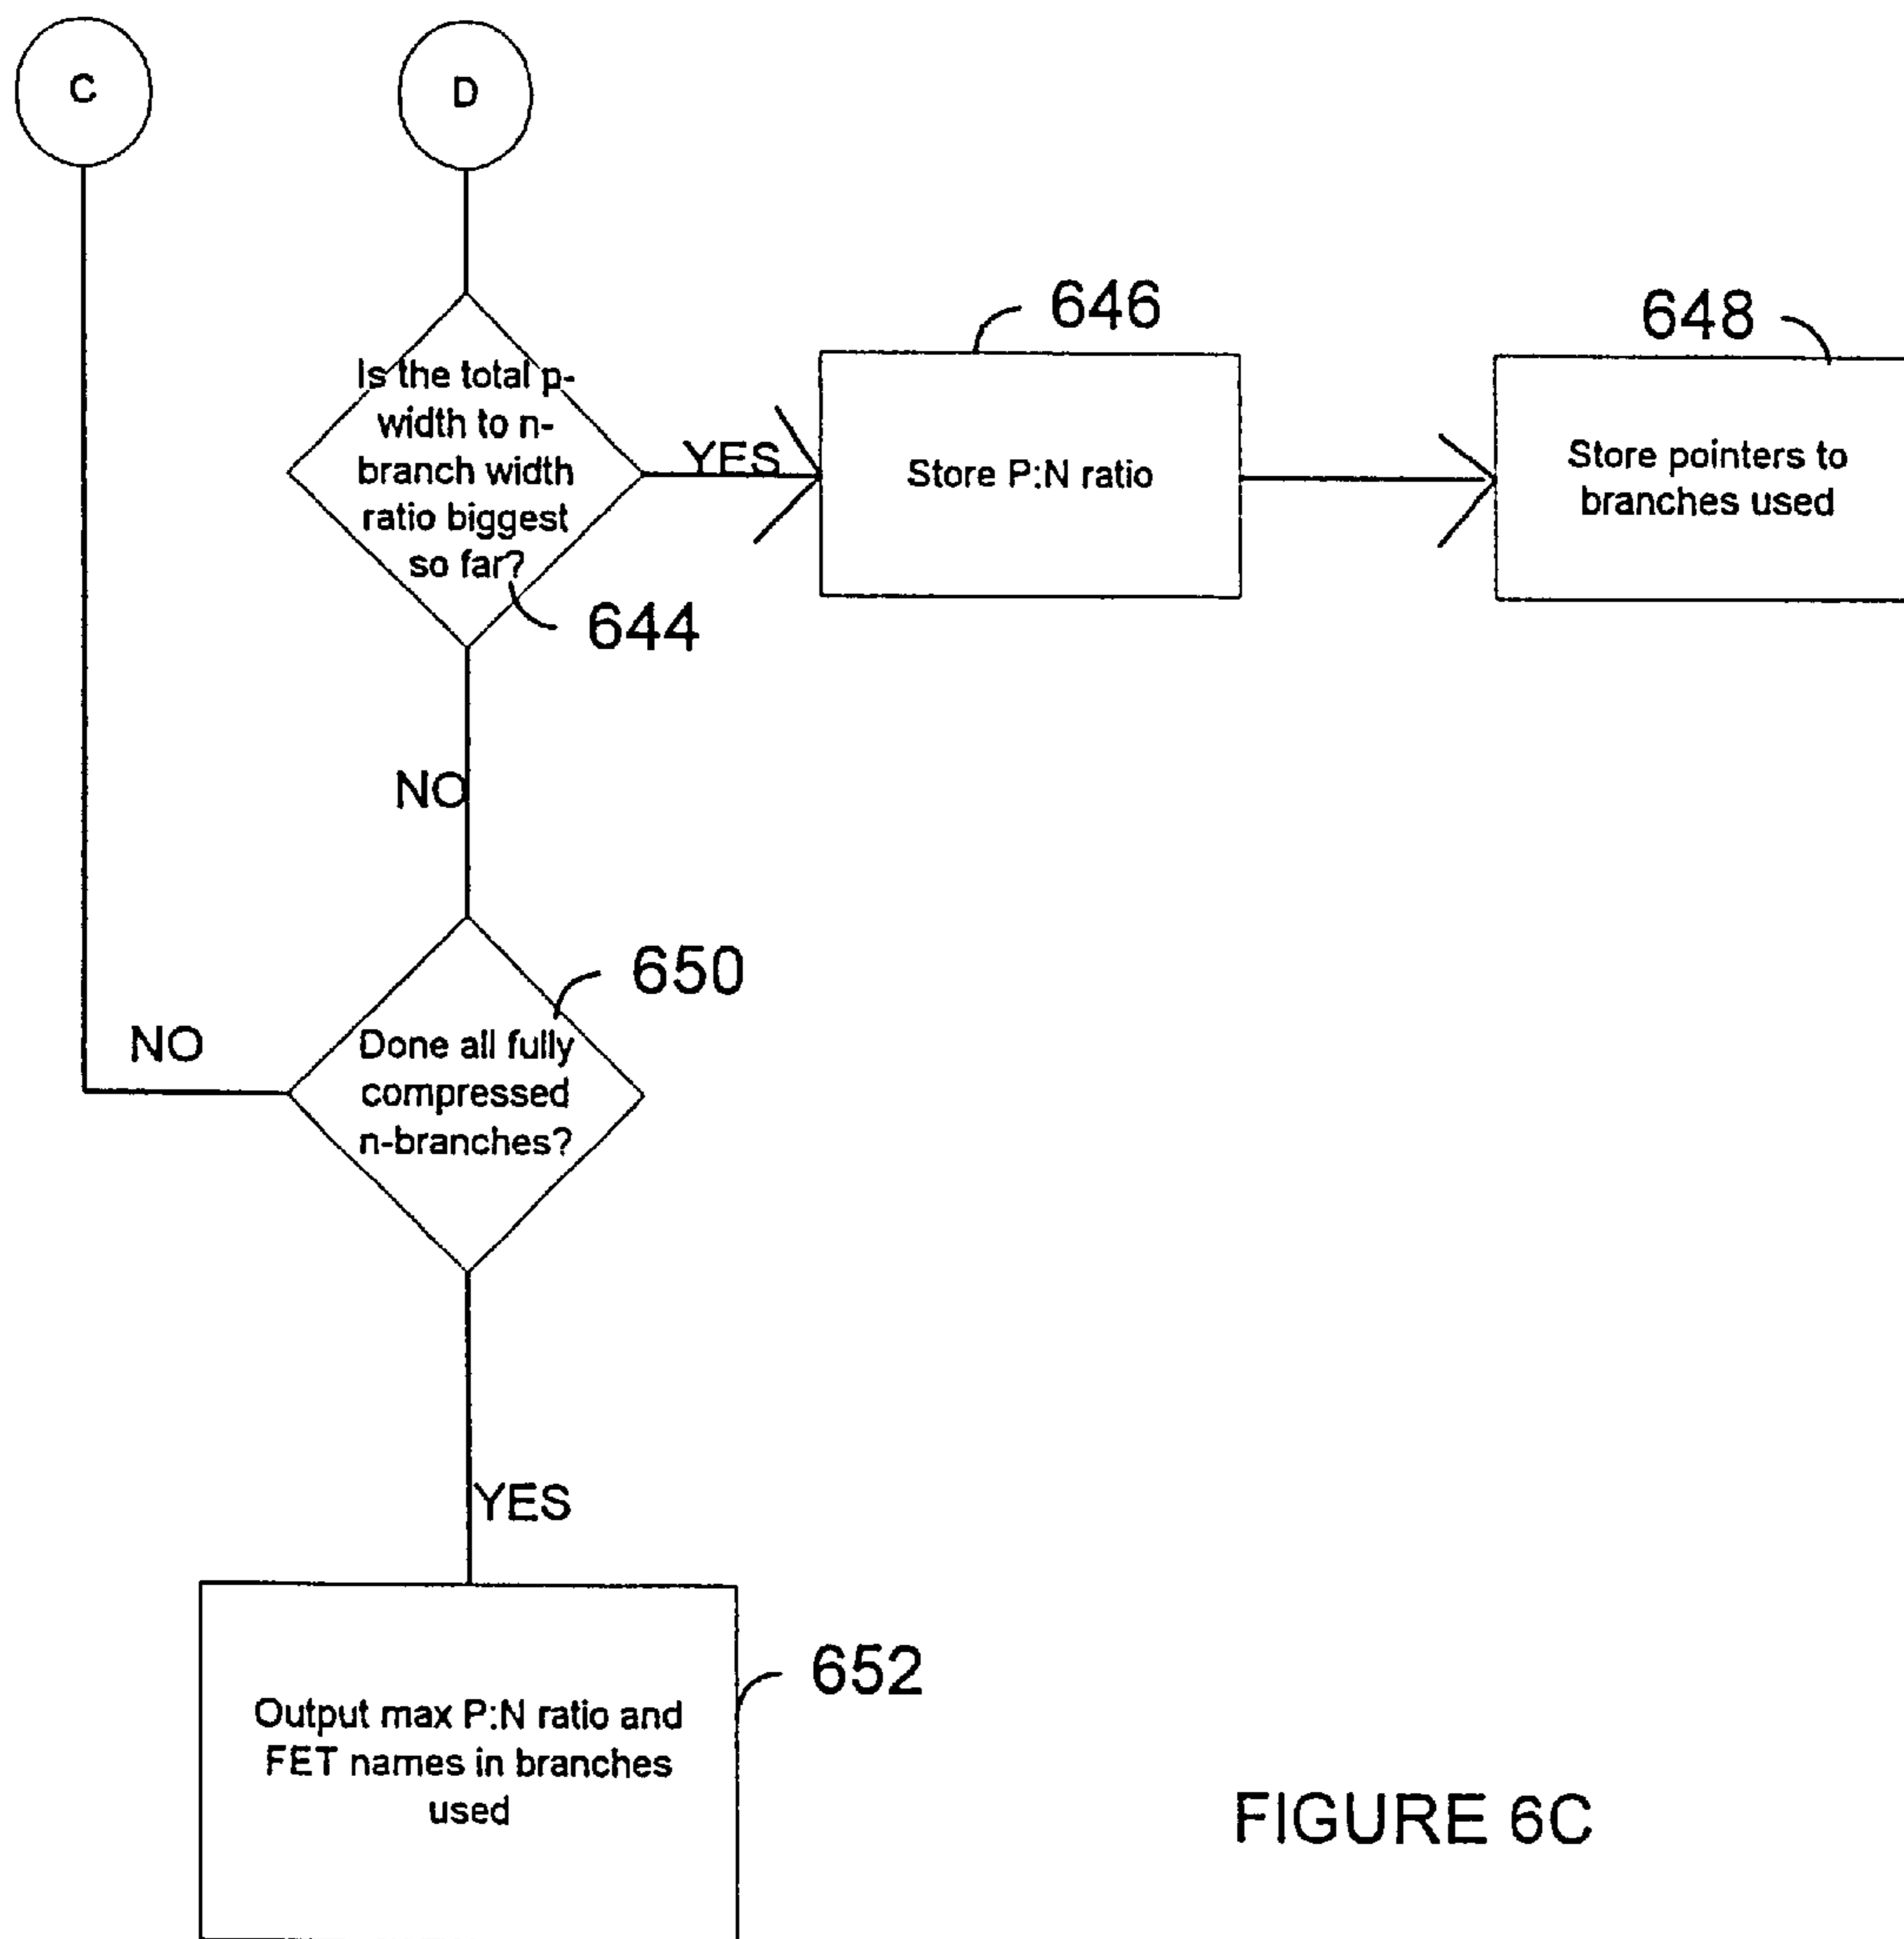 C
D
646
648
Is the total p-
width to n-
branch width
ratio biggest
so far?
YES
Store P:N ratio
Store pointers to
branches used
644
NO
650
NO
Done all fully
compressed
n-branches?
YES
652
Output max P:N ratio and
FET names in branches
used
FIGURE 6C